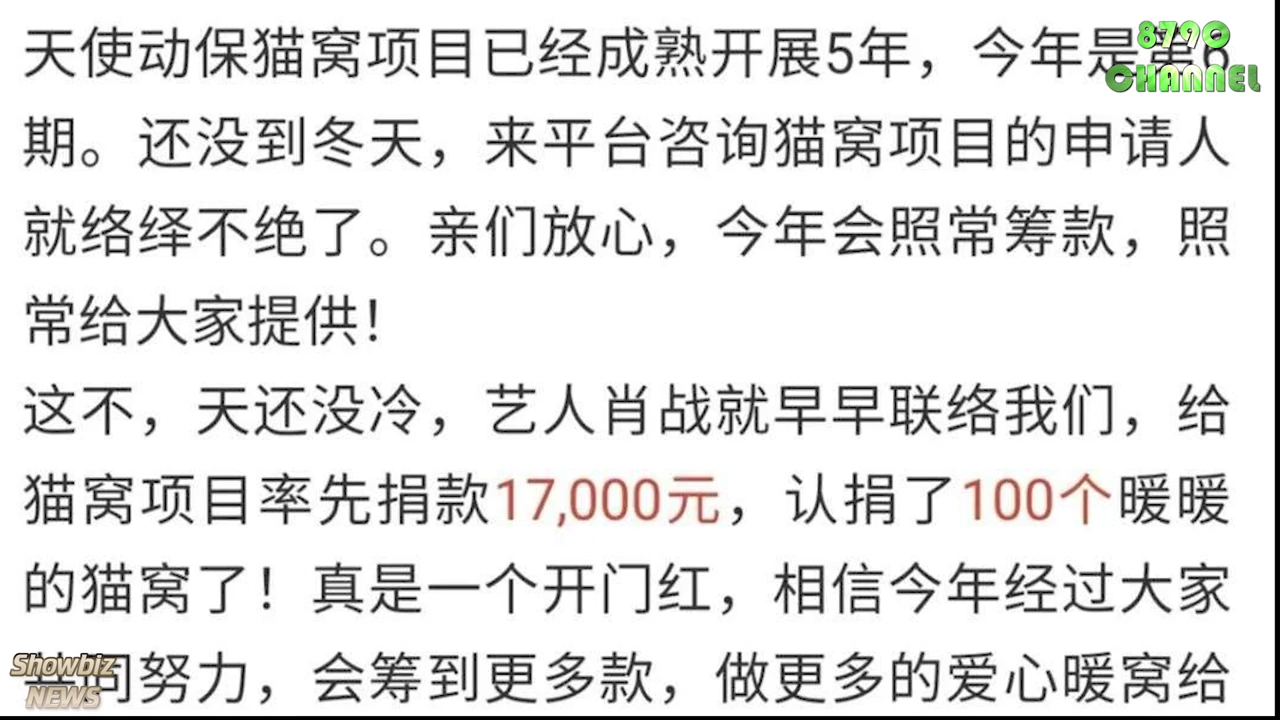 8790
CHANNEL
天使动保猫窝项目已经成熟开展5年，今年是第6
期。还没到冬天，来平台咨询猫窝项目的申请人
就络绎不绝了。亲们放心，今年会照常筹款，照
常给大家提供！
这不，天还没冷，艺人肖战就早早联络我们，给
猫窝项目率先捐款17,000元，认捐了100个暖暖
的猫窝了！真是一个开门红，相信今年经过大家
努力，会筹到更多款，做更多的爱心暖窝给
Showbiz
NEWS